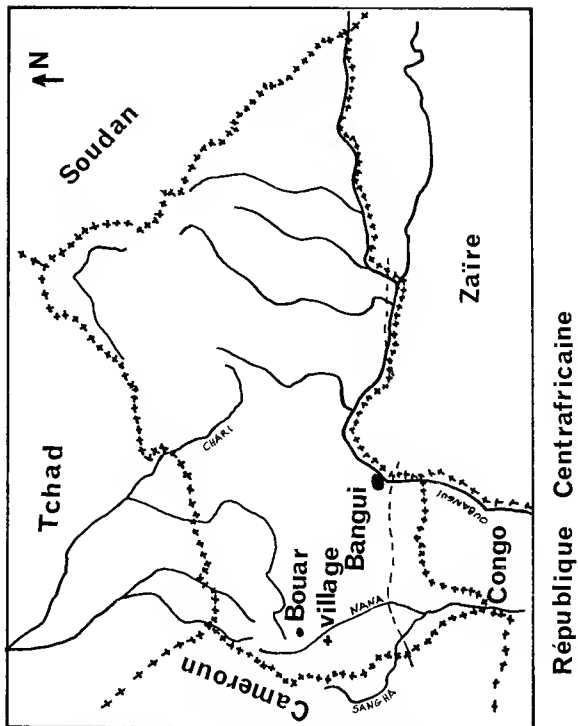 N
Soudan
Tchad
CHARI
Zaïre
Bangui
OUBANGUI
Bouar
village
NANA
Cameroun
SANGHA
Congo
République Centrafricaine